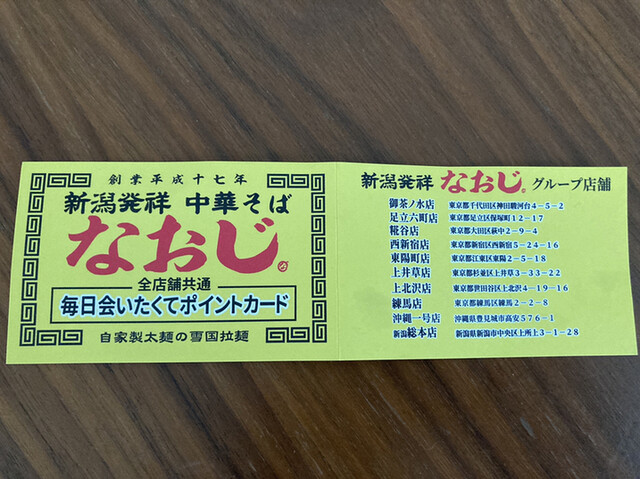 創業平成十七年
新潟発祥 中華そば
なおじ
全店舗共通
毎日会いたくてポイントカード
自家製太麺の雪国拉麺
新潟発祥 なおじ グループ店舗
御茶ノ水店 東京都千代田区神田駿河台4-5-2
足立六町店 東京都足立区保塚町12-17
糀谷店 東京都大田区萩中2-9-4
西新宿店 東京都新宿区西新宿5-24-16
東陽町店 東京都江東区東陽2-5-18
上井草店 東京都杉並区上井草3-33-22
上北沢店 東京都世田谷区上北沢4-19-16
練馬店 東京都練馬区練馬2-2-8
沖縄一号店 沖縄県豊見城市高安576-1
新潟総本店 新潟県新潟市中央区上所上3-1-28